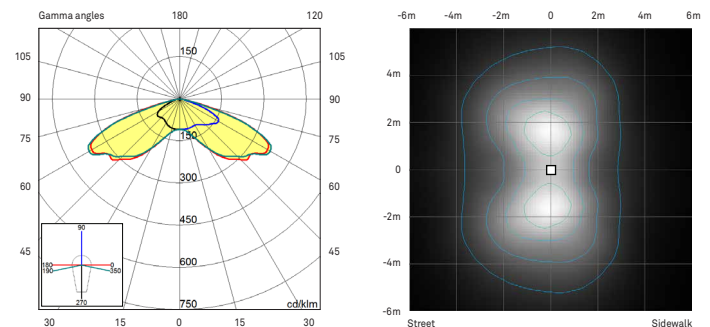 Gamma angles 180 120
-6m -4m -2m 0 2m 4m 6m
150
105 105
4m
90 90
2m
75 150 75
0
300
60 60
-2m
90
450
45 45
180 0
190 350
-4m
600
270
750 cd/klm
-6m
30 15 0 15 30
Street Sidewalk